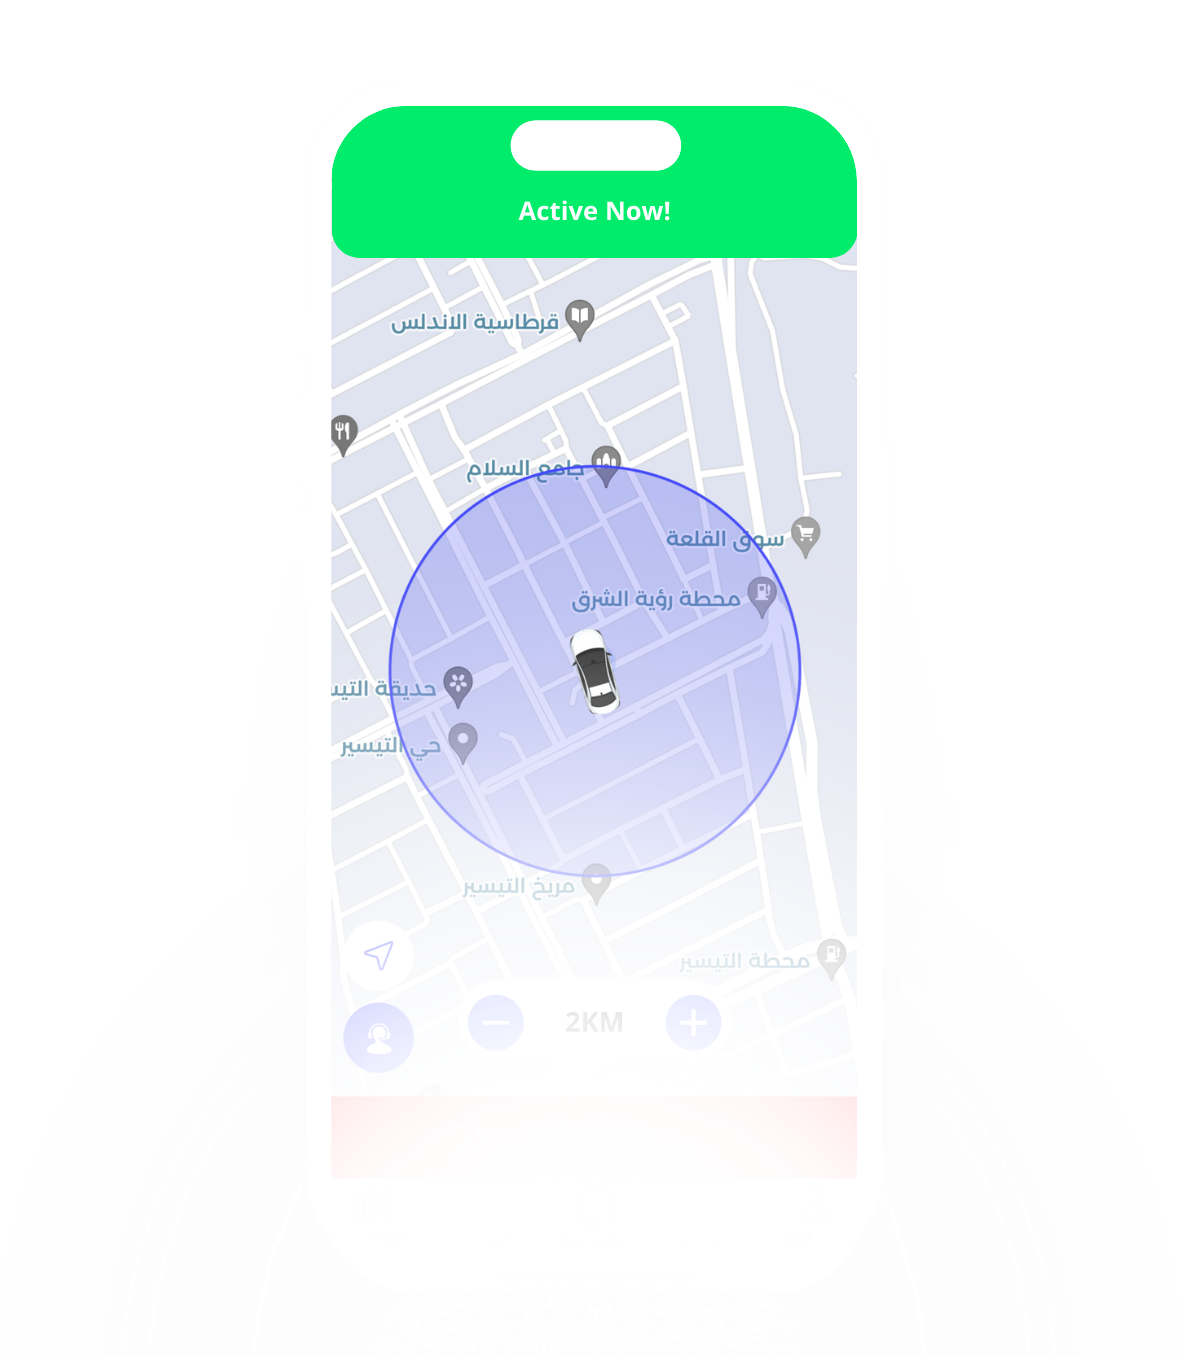 Active Now!
قرطاسية الاندلس
جامع السلام
سوق القلعة
محطة رؤية الشرق
حديقة التيس
حي التيسير
مريخ التيسير
محطة التيسير
2KM